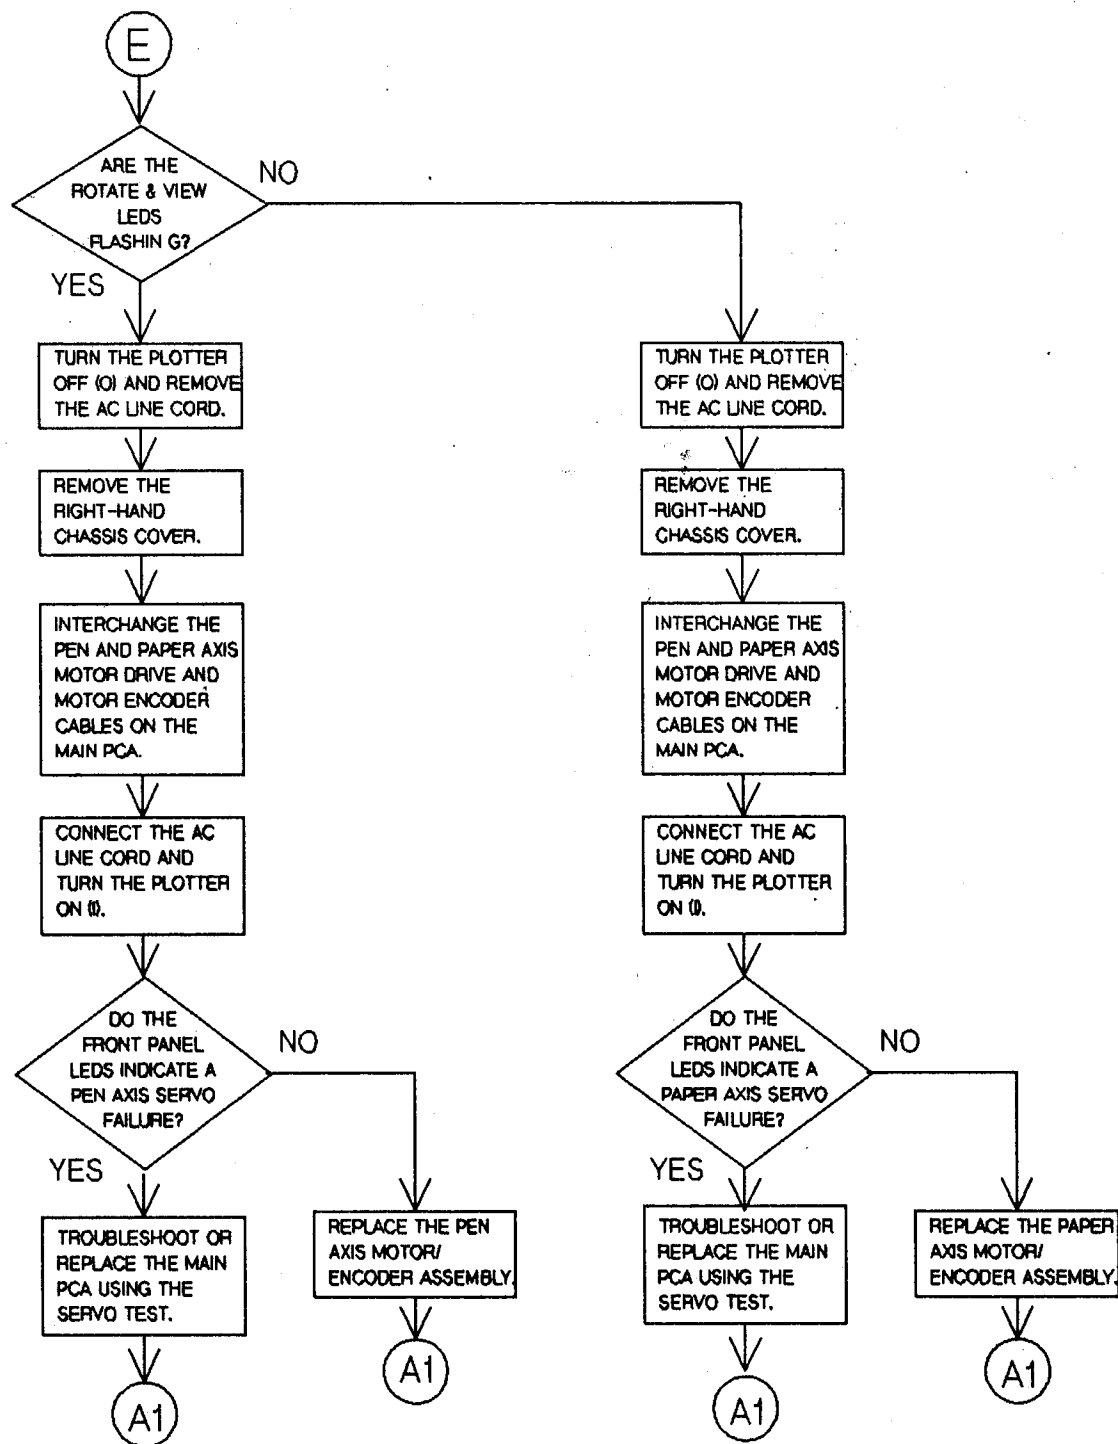 E
ARE THE
ROTATE & VIEW
LEDS
FLASHIN G?
NO
YES
TURN THE PLOTTER
OFF (O) AND REMOVE
THE AC LINE CORD.
REMOVE THE
RIGHT-HAND
CHASSIS COVER.
INTERCHANGE THE
PEN AND PAPER AXIS
MOTOR DRIVE AND
MOTOR ENCODER
CABLES ON THE
MAIN PCA.
CONNECT THE AC
LINE CORD AND
TURN THE PLOTTER
ON (I).
DO THE
FRONT PANEL
LEDS INDICATE A
PEN AXIS SERVO
FAILURE?
NO
YES
TROUBLESHOOT OR
REPLACE THE MAIN
PCA USING THE
SERVO TEST.
A1
REPLACE THE PEN
AXIS MOTOR/
ENCODER ASSEMBLY.
A1
TURN THE PLOTTER
OFF (O) AND REMOVE
THE AC LINE CORD.
REMOVE THE
RIGHT-HAND
CHASSIS COVER.
INTERCHANGE THE
PEN AND PAPER AXIS
MOTOR DRIVE AND
MOTOR ENCODER
CABLES ON THE
MAIN PCA.
CONNECT THE AC
LINE CORD AND
TURN THE PLOTTER
ON (I).
DO THE
FRONT PANEL
LEDS INDICATE A
PAPER AXIS SERVO
FAILURE?
NO
YES
TROUBLESHOOT OR
REPLACE THE MAIN
PCA USING THE
SERVO TEST.
A1
REPLACE THE PAPER
AXIS MOTOR/
ENCODER ASSEMBLY.
A1